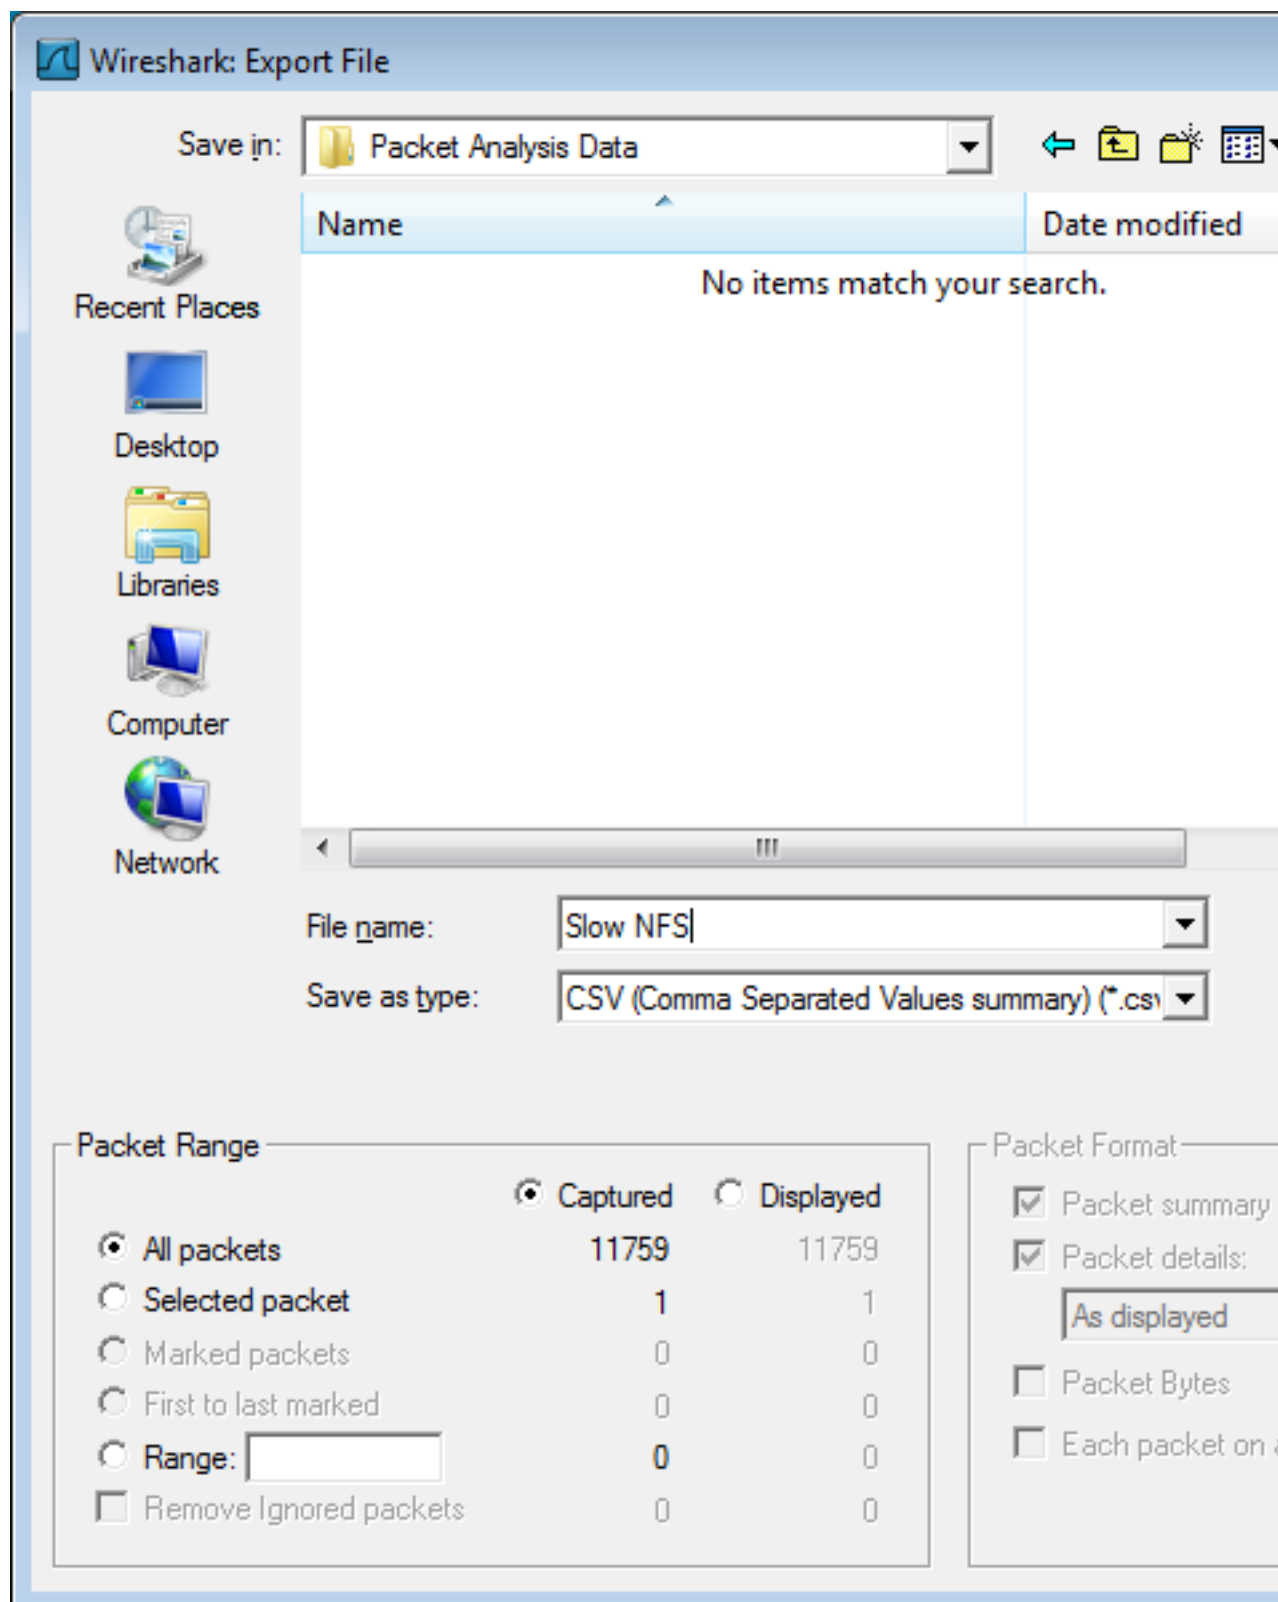 Wireshark: Export File
Save in: Packet Analysis Data
Name Date modified
No items match your search.
Recent Places
Desktop
Libraries
Computer
Network
File name: Slow NFS
Save as type: CSV (Comma Separated Values summary) (*.csv
Packet Range Packet Format
Captured Displayed Packet summary
All packets 11759 11759 Packet details:
Selected packet 1 1 As displayed
Marked packets 0 0 Packet Bytes
First to last marked 0 0
Range: 0 0 Each packet on a
Remove Ignored packets 0 0